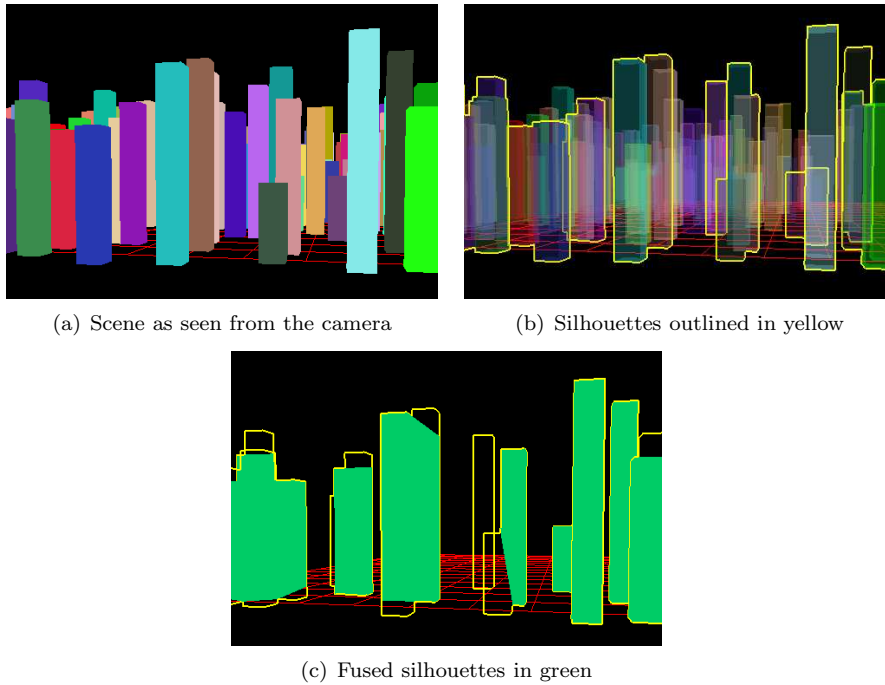 (a) Scene as seen from the camera
(b) Silhouettes outlined in yellow
(c) Fused silhouettes in green